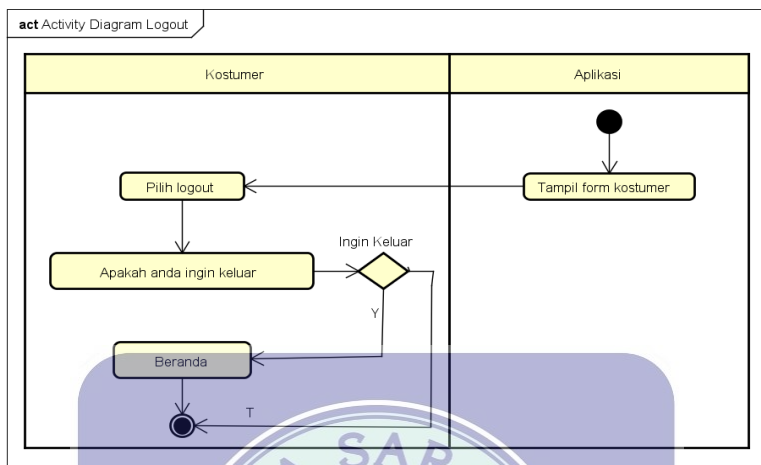 act Activity Diagram Logout
Kostumer
Aplikasi
Pilih logout
Tampil form kostumer
Ingin Keluar
Apakah anda ingin keluar
Y
Beranda
T